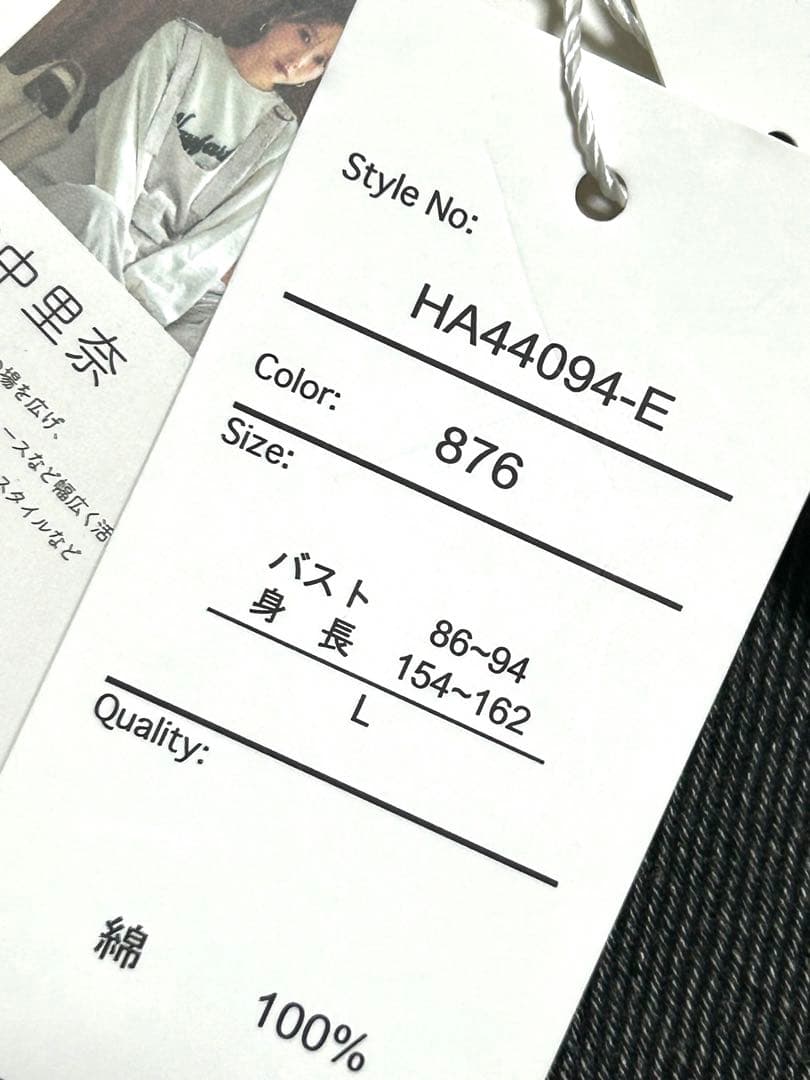 Style No:
HA44094-E
Color:
876
Size:
バスト 86~94
身 長 154~162
L
Quality:
綿
100%
中里奈
場を広げ、
ースなど幅広く活
スタイルなど